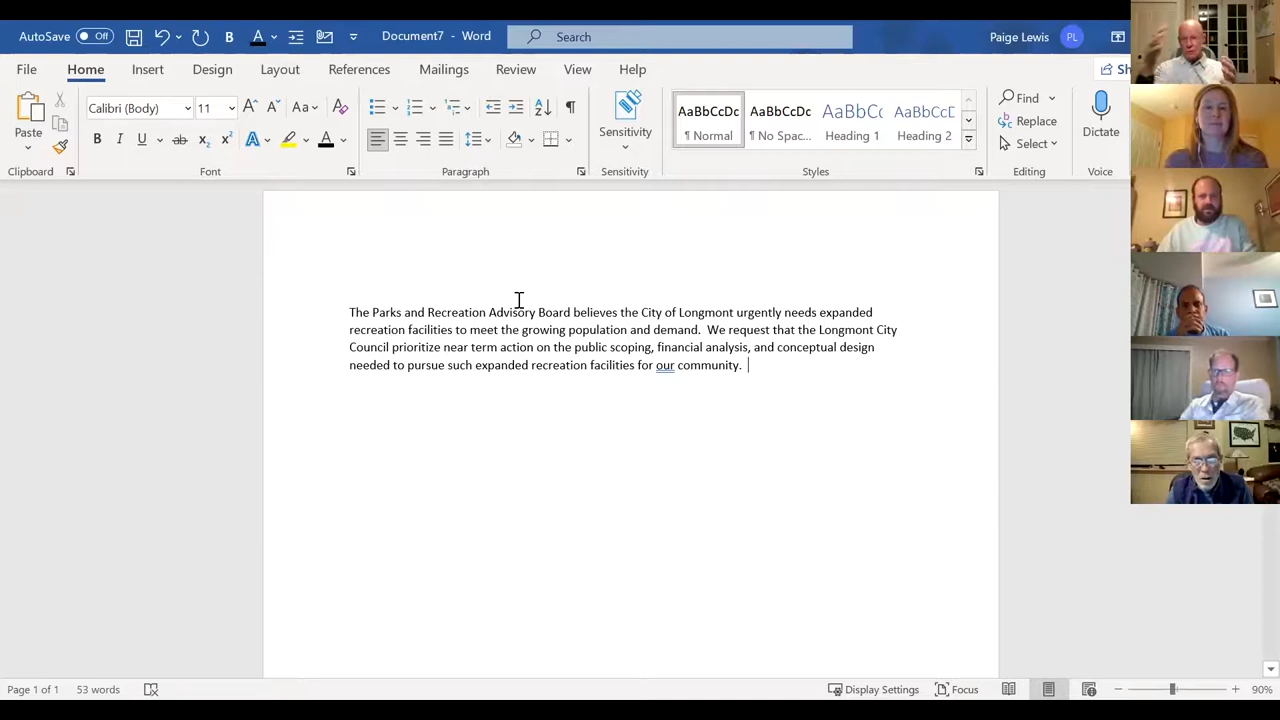 AutoSave Off Document7 - Word Search Paige Lewis PL
File Home Insert Design Layout References Mailings Review View Help Sh
Paste Calibri (Body) 11 Aa Sensitivity AaBbCcDc AaBbCcDc AaBbCc AaBbCcD Find Replace Select Dictate
¶ Normal ¶ No Spac... Heading 1 Heading 2
Clipboard Font Paragraph Sensitivity Styles Editing Voice
The Parks and Recreation Advisory Board believes the City of Longmont urgently needs expanded
recreation facilities to meet the growing population and demand.  We request that the Longmont City
Council prioritize near term action on the public scoping, financial analysis, and conceptual design
needed to pursue such expanded recreation facilities for our community.
Page 1 of 1 53 words Display Settings Focus 90%